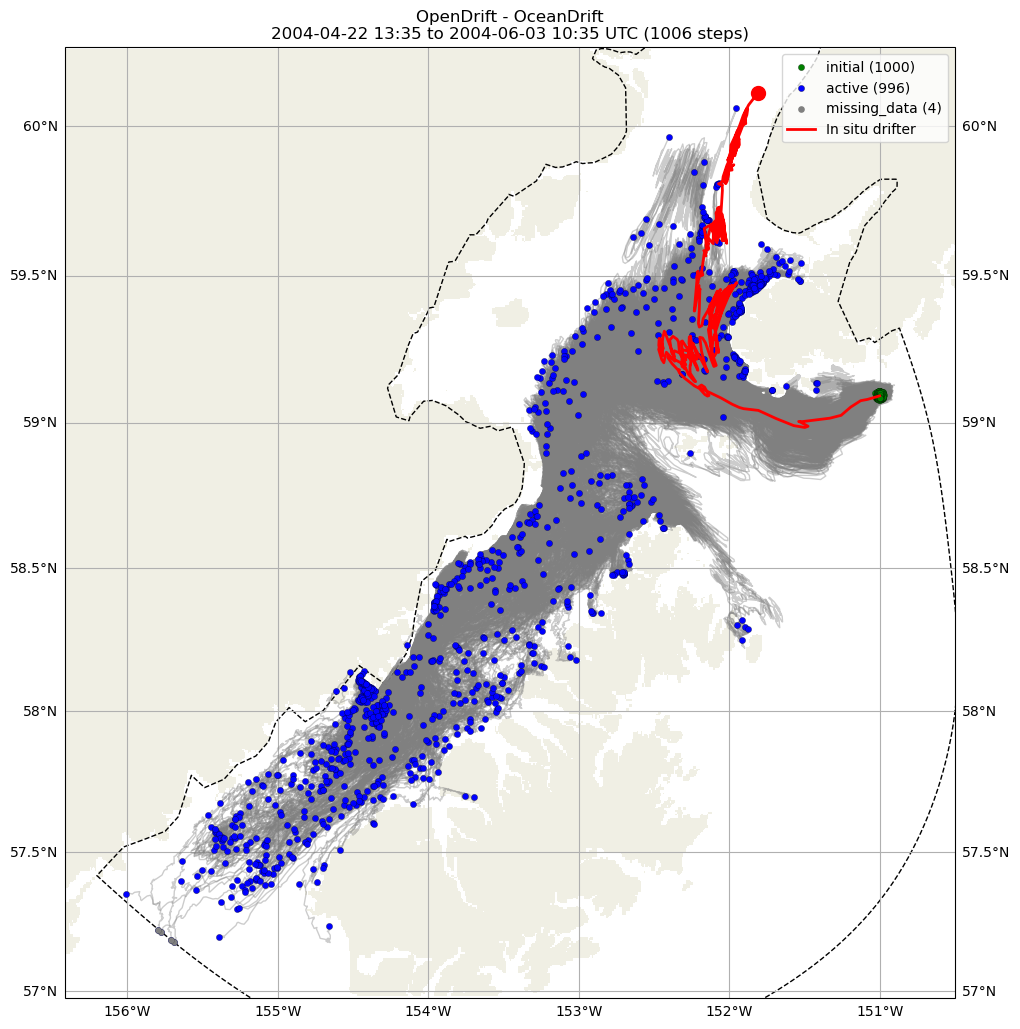 OpenDrift - OceanDrift
2004-04-22 13:35 to 2004-06-03 10:35 UTC (1006 steps)
initial (1000)
active (996)
missing_data (4)
In situ drifter
60°N
60°N
59.5°N
59.5°N
59°N
59°N
58.5°N
58.5°N
58°N
58°N
57.5°N
57.5°N
57°N
57°N
156°W
155°W
154°W
153°W
152°W
151°W